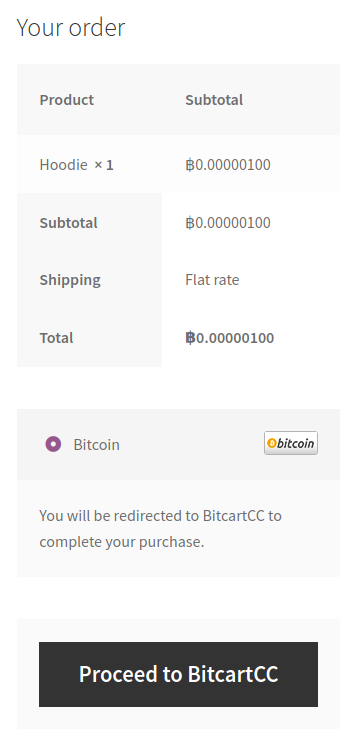 Your order
Product Subtotal
Hoodie × 1 ฿0.00000100
Subtotal ฿0.00000100
Shipping Flat rate
Total ฿0.00000100
Bitcoin bitcoin
You will be redirected to BitcartCC to
complete your purchase.
Proceed to BitcartCC